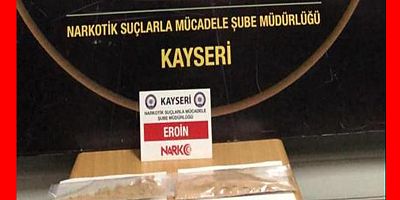 NARKOTİK SUÇLARLA MÜCADELE ŞUBE MÜDÜRLÜĞÜ
KAYSERİ
KAYSERİ
NARKOTİK SUÇLARLA MÜCADELE
ŞUBE MÜDÜRLÜĞÜ
EROİN
NARKO